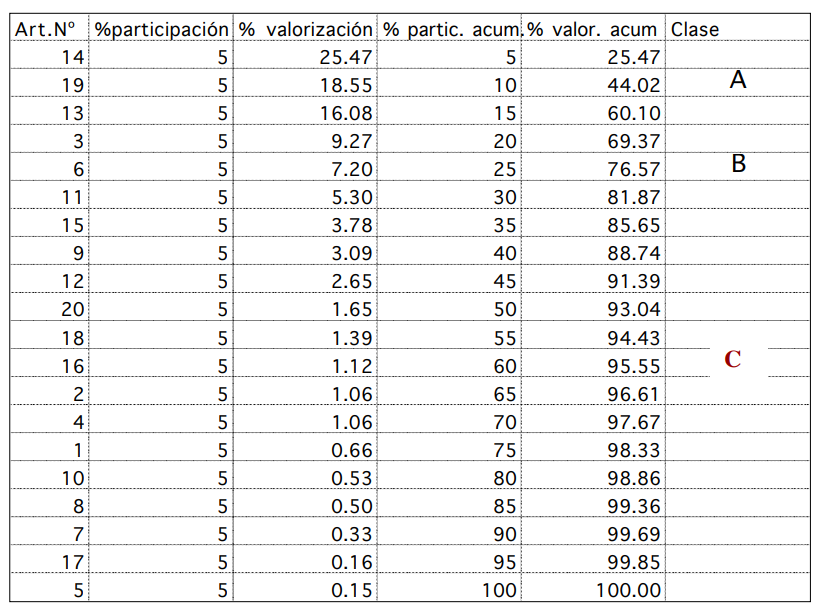 Art.Nº %participación % valorización % partic. acum. % valor. acum Clase
14 5 25.47 5 25.47
19 5 18.55 10 44.02 A
13 5 16.08 15 60.10
3 5 9.27 20 69.37
6 5 7.20 25 76.57 B
11 5 5.30 30 81.87
15 5 3.78 35 85.65
9 5 3.09 40 88.74
12 5 2.65 45 91.39
20 5 1.65 50 93.04
18 5 1.39 55 94.43
16 5 1.12 60 95.55 C
2 5 1.06 65 96.61
4 5 1.06 70 97.67
1 5 0.66 75 98.33
10 5 0.53 80 98.86
8 5 0.50 85 99.36
7 5 0.33 90 99.69
17 5 0.16 95 99.85
5 5 0.15 100 100.00